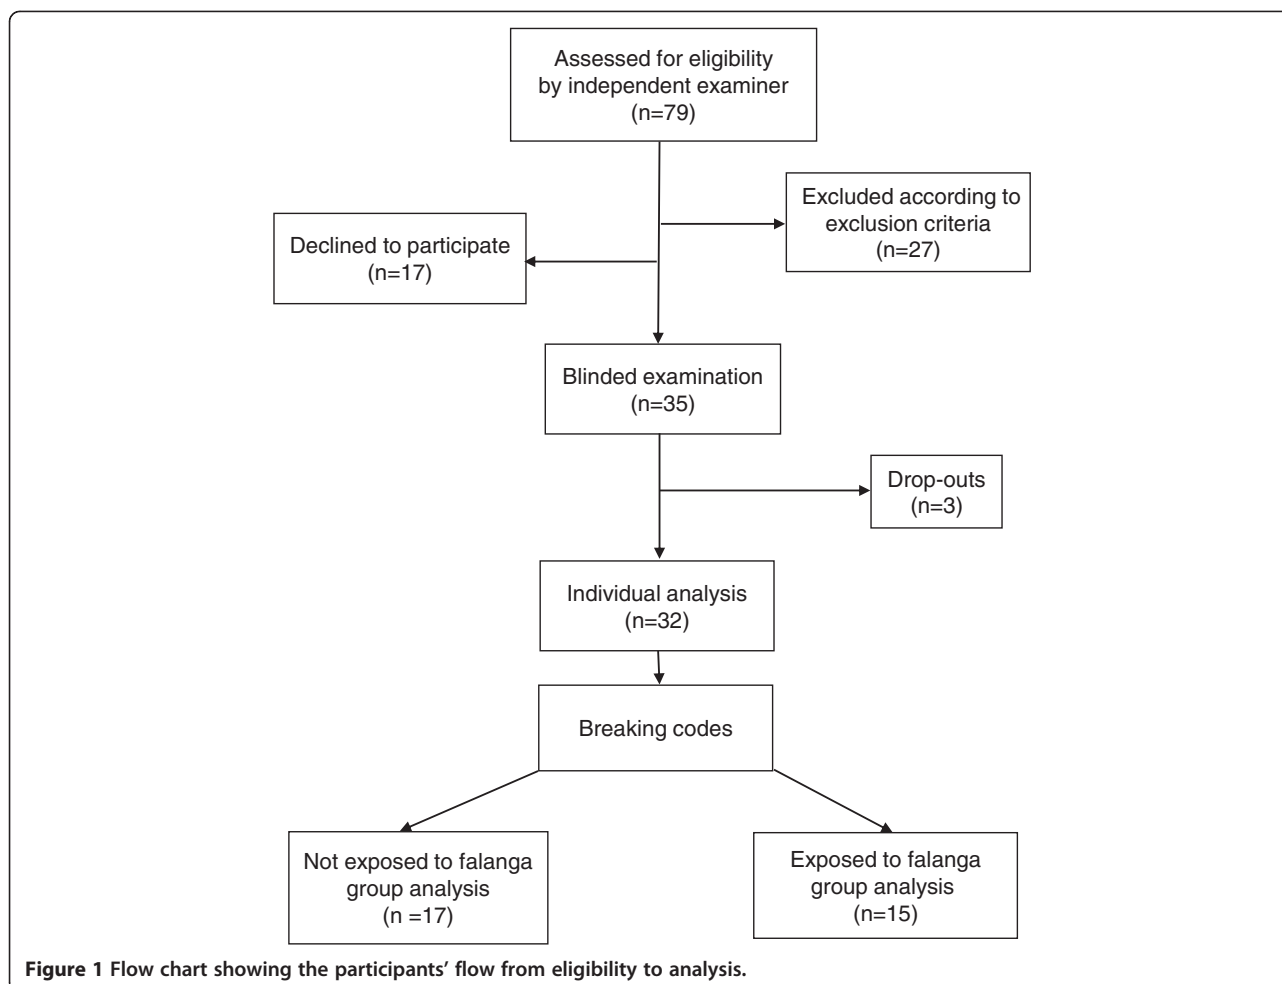 Assessed for eligibility
by independent examiner
(n=79)
Excluded according to
exclusion criteria
(n=27)
Declined to participate
(n=17)
Blinded examination
(n=35)
Drop-outs
(n=3)
Individual analysis
(n=32)
Breaking codes
Not exposed to falanga
group analysis
(n =17)
Exposed to falanga
group analysis
(n=15)
Figure 1 Flow chart showing the participants’ flow from eligibility to analysis.